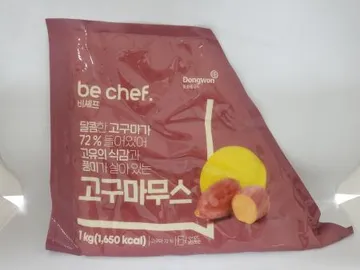 Dongwon
be chef.
비셰프
달콤한 고구마가
72% 들어있어
고유의 식감과
풍미가 살아 있는
고구마무스
1kg(1,650 kcal)